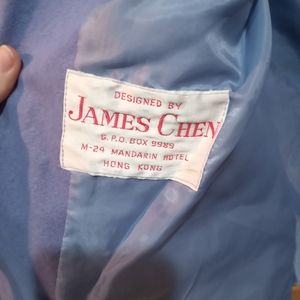 DESIGNED BY
JAMES CHEN
G.P.O. BOX 9989
M-24 MANDARIN HOTEL
HONG KONG